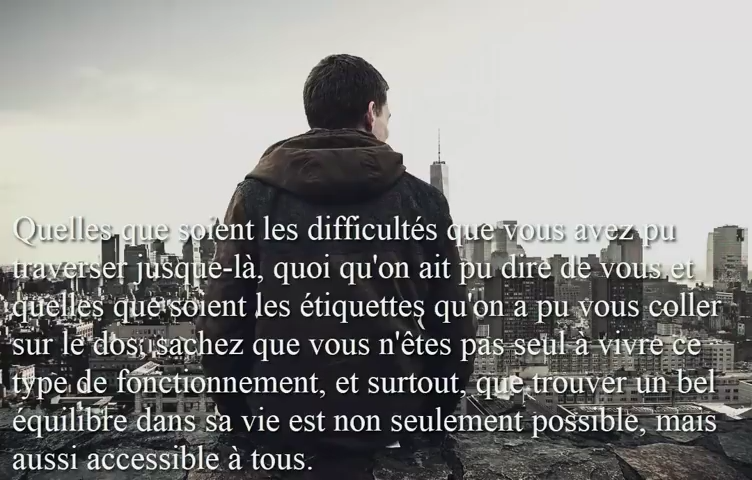 Quelles que soient les difficultés que vous avez pu
traverser jusque-là, quoi qu'on ait pu dire de vous et
quelles que soient les étiquettes qu'on a pu vous coller
sur le dos, sachez que vous n'êtes pas seul à vivre ce
type de fonctionnement, et surtout, que trouver un bel
équilibre dans sa vie est non seulement possible, mais
aussi accessible à tous.